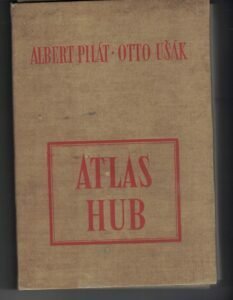 ALBERT PILÁT · OTTO UŠÁK
ATLAS
HUB